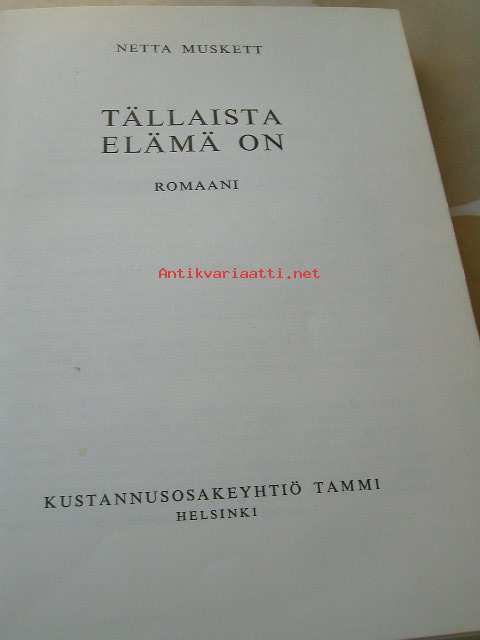 NETTA MUSKETT
TÄLLAISTA
ELÄMÄ ON
ROMAANI
Antikvariaatti.net
KUSTANNUSOSAKEYHTIÖ TAMMI
HELSINKI